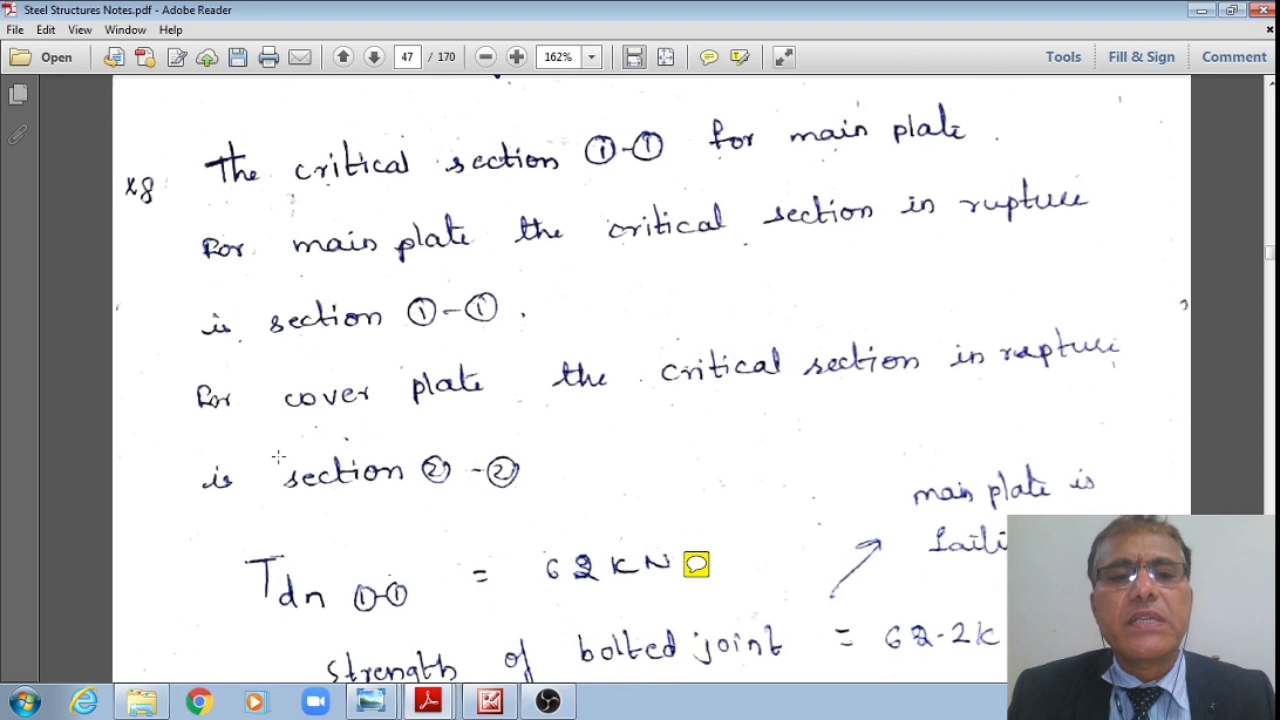 Steel Structures Notes.pdf - Adobe Reader
File Edit View Window Help
Open 47 / 170 162% Tools Fill & Sign Comment
The critical section ①-① for main plate.
x8
For main plate the critical section in rupture
is section ①-①.
For cover plate the critical section in rupture
is section ②-②
main plate is
Tdn ①-① = 62 KN
strength of bolted joint = 62.2 K